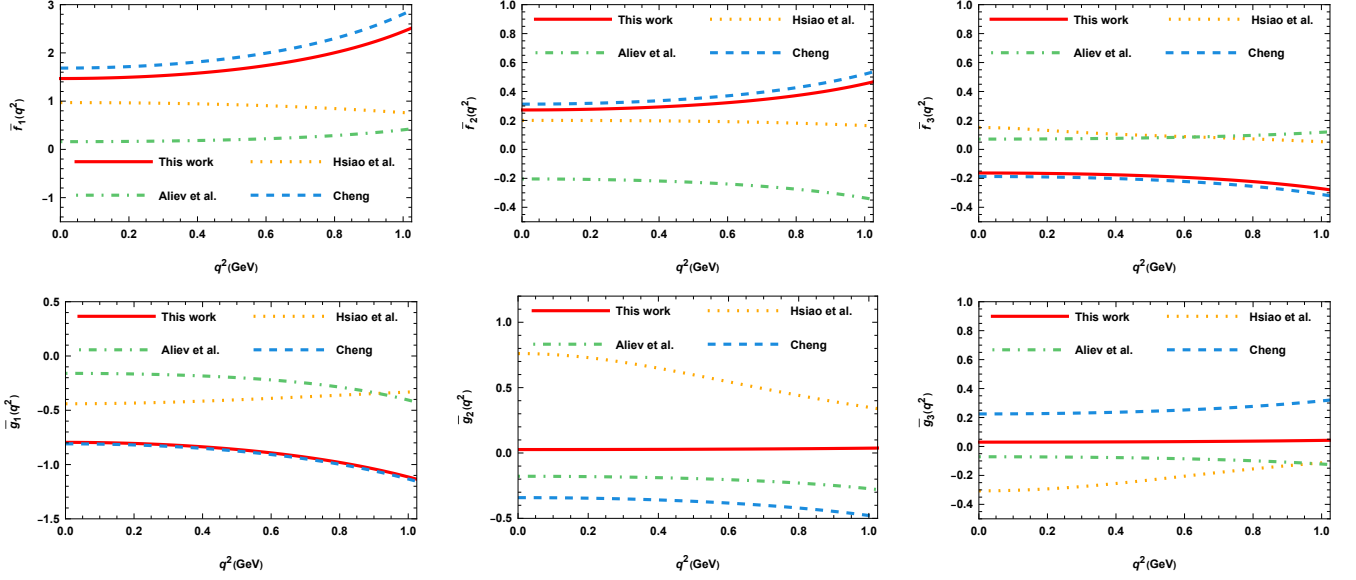 3
2
1
0
−1
f̅₁(q²)
This work
Hsiao et al.
Aliev et al.
Cheng
0.0 0.2 0.4 0.6 0.8 1.0
q²(GeV)
1.0
0.8
0.6
0.4
0.2
0.0
−0.2
−0.4
f̅₂(q²)
This work
Hsiao et al.
Aliev et al.
Cheng
0.0 0.2 0.4 0.6 0.8 1.0
q²(GeV)
1.0
0.8
0.6
0.4
0.2
0.0
−0.2
−0.4
f̅₃(q²)
This work
Hsiao et al.
Aliev et al.
Cheng
0.0 0.2 0.4 0.6 0.8 1.0
q²(GeV)
0.5
0.0
−0.5
−1.0
−1.5
g̅₁(q²)
This work
Hsiao et al.
Aliev et al.
Cheng
0.0 0.2 0.4 0.6 0.8 1.0
q²(GeV)
1.0
0.5
0.0
−0.5
g̅₂(q²)
This work
Hsiao et al.
Aliev et al.
Cheng
0.0 0.2 0.4 0.6 0.8 1.0
q²(GeV)
1.0
0.8
0.6
0.4
0.2
0.0
−0.2
−0.4
g̅₃(q²)
This work
Hsiao et al.
Aliev et al.
Cheng
0.0 0.2 0.4 0.6 0.8 1.0
q²(GeV)